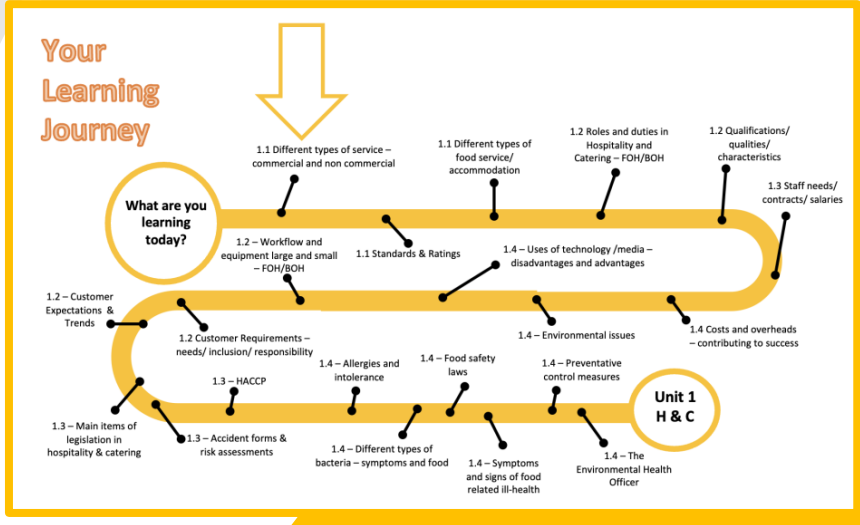 Your
Learning
Journey
What are you
learning
today?
1.1 Different types of service –
commercial and non commercial
1.1 Standards & Ratings
1.1 Different types of
food service/
accommodation
1.2 Roles and duties in
Hospitality and
Catering – FOH/BOH
1.2 Qualifications/
qualities/
characteristics
1.3 Staff needs/
contracts/ salaries
1.4 Costs and overheads
– contributing to success
1.4 – Environmental issues
1.4 – Uses of technology /media –
disadvantages and advantages
1.2 – Workflow and
equipment large and small
– FOH/BOH
1.2 Customer Requirements –
needs/ inclusion/ responsibility
1.2 – Customer
Expectations &
Trends
1.3 – Main items of
legislation in
hospitality & catering
1.3 – Accident forms &
risk assessments
1.3 – HACCP
1.4 – Allergies and
intolerance
1.4 – Different types of
bacteria – symptoms and food
1.4 – Food safety
laws
1.4 – Symptoms
and signs of food
related ill-health
1.4 – Preventative
control measures
1.4 – The
Environmental Health
Officer
Unit 1
H & C